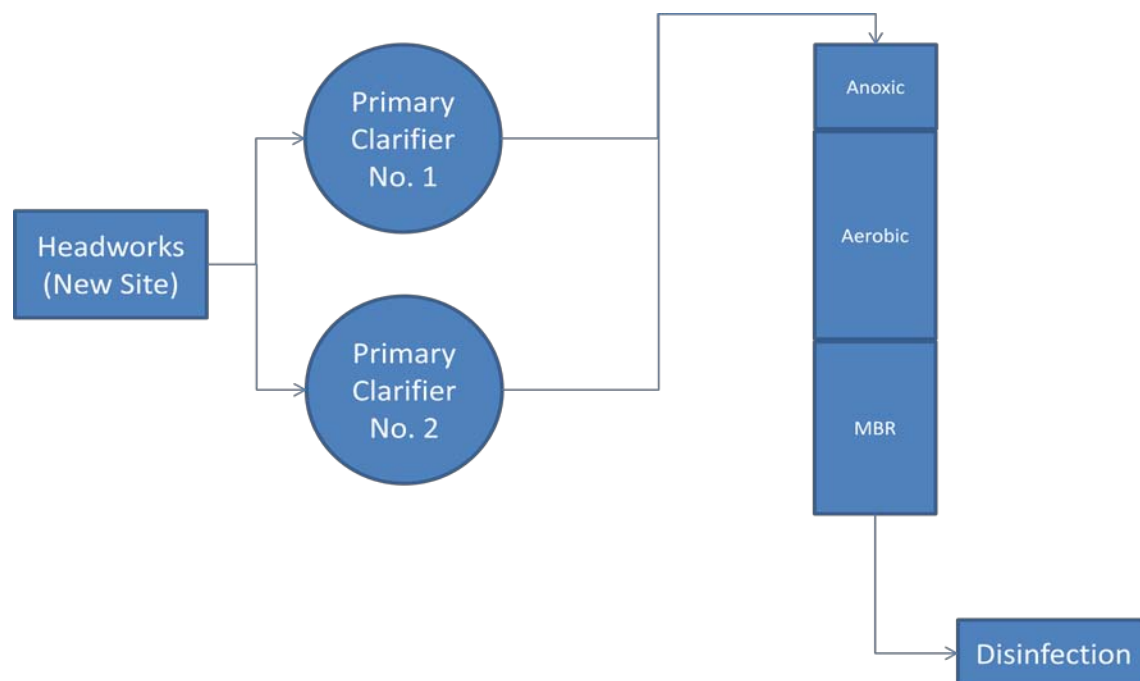 Headworks
(New Site)
Primary
Clarifier
No. 1
Primary
Clarifier
No. 2
Anoxic
Aerobic
MBR
Disinfection